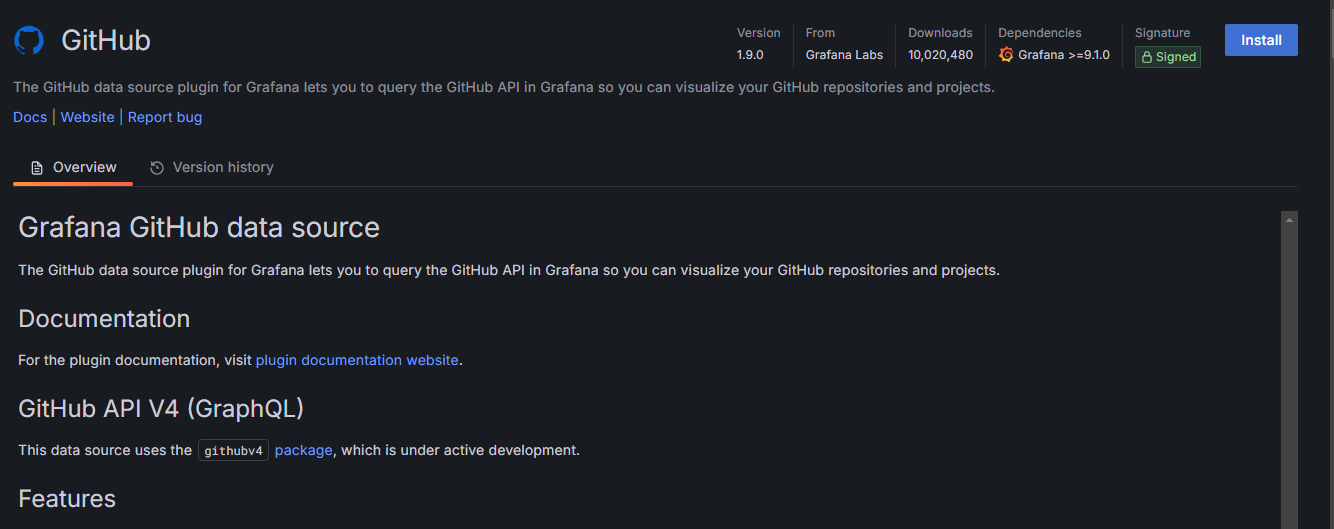 GitHub
Version From Downloads Dependencies Signature
1.9.0 Grafana Labs 10,020,480 Grafana >=9.1.0 Signed
Install
The GitHub data source plugin for Grafana lets you to query the GitHub API in Grafana so you can visualize your GitHub repositories and projects.
Docs | Website | Report bug
Overview Version history
Grafana GitHub data source
The GitHub data source plugin for Grafana lets you to query the GitHub API in Grafana so you can visualize your GitHub repositories and projects.
Documentation
For the plugin documentation, visit plugin documentation website.
GitHub API V4 (GraphQL)
This data source uses the githubv4 package, which is under active development.
Features